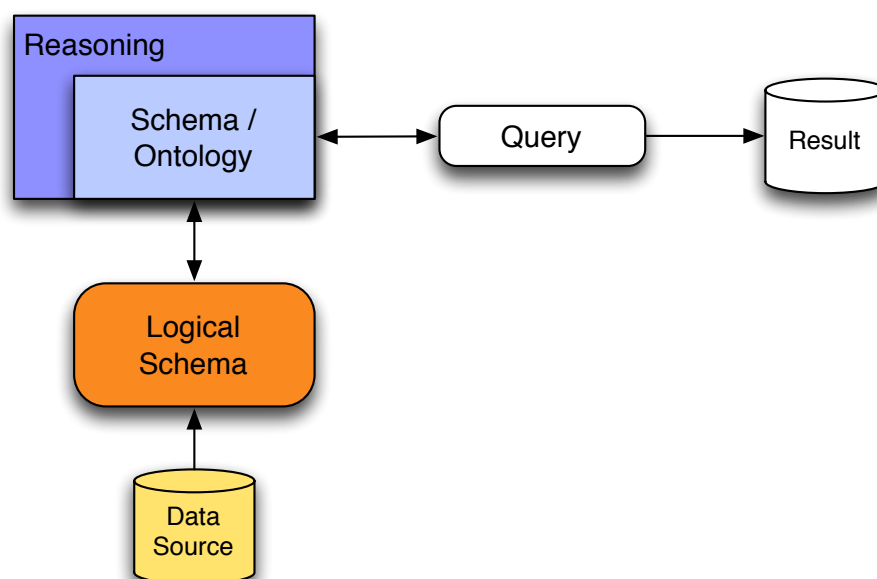 Reasoning
Schema /
Ontology
Query
Result
Logical
Schema
Data
Source